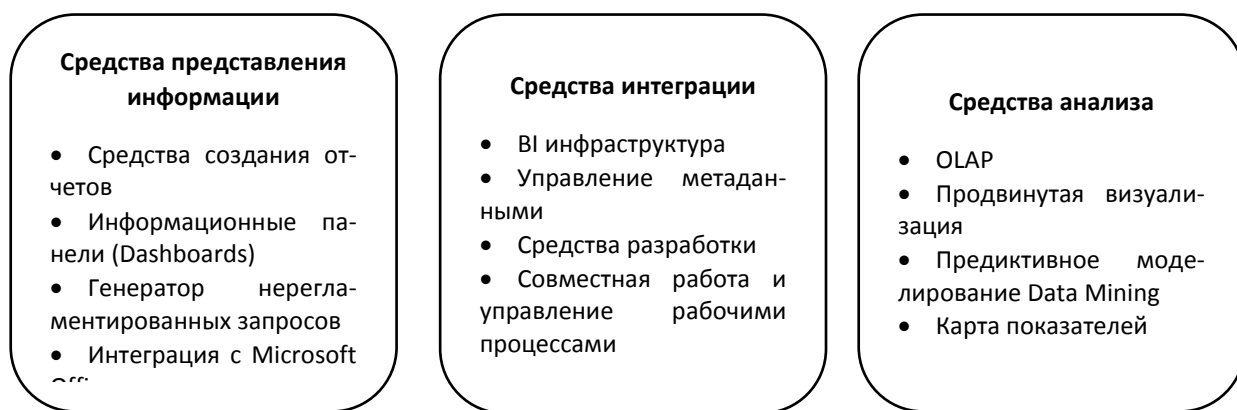 Средства представления
информации
• Средства создания от-
четов
• Информационные па-
нели (Dashboards)
• Генератор нерегла-
ментированных запросов
• Интеграция с Microsoft
Средства интеграции
• BI инфраструктура
• Управление метадан-
ными
• Средства разработки
• Совместная работа и
управление рабочими
процессами
Средства анализа
• OLAP
• Продвинутая визуали-
зация
• Предиктивное моде-
лирование Data Mining
• Карта показателей